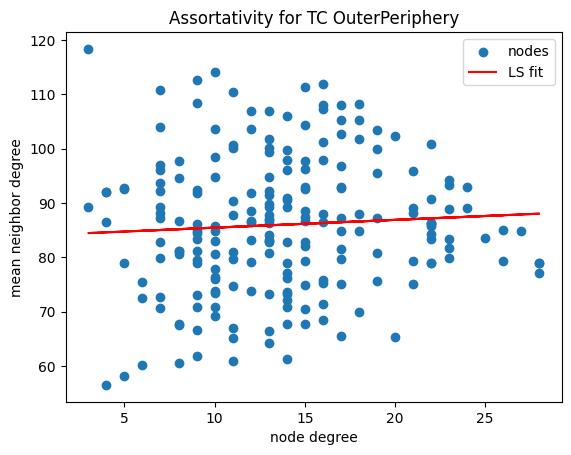 Assortativity for TC OuterPeriphery
nodes
LS fit
mean neighbor degree
120
110
100
90
80
70
60
5
10
15
20
25
node degree